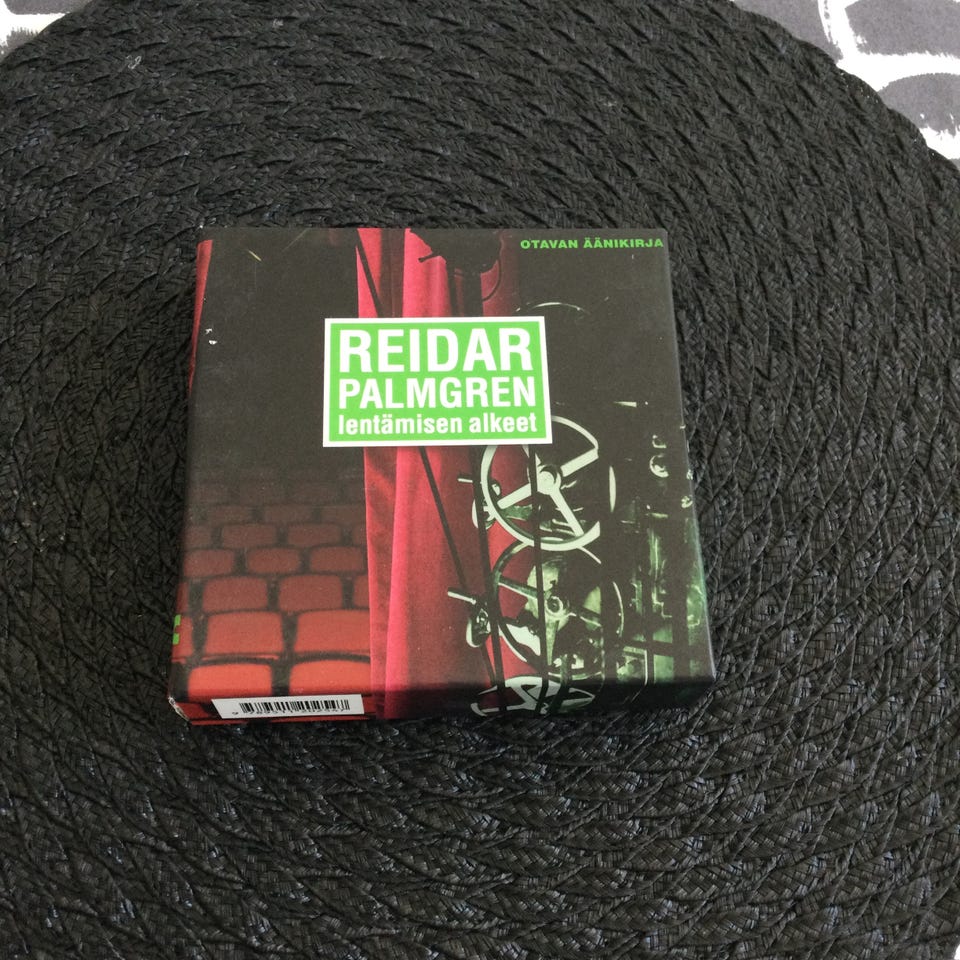 OTAVAN ÄÄNIKIRJA
REIDAR
PALMGREN
lentämisen alkeet